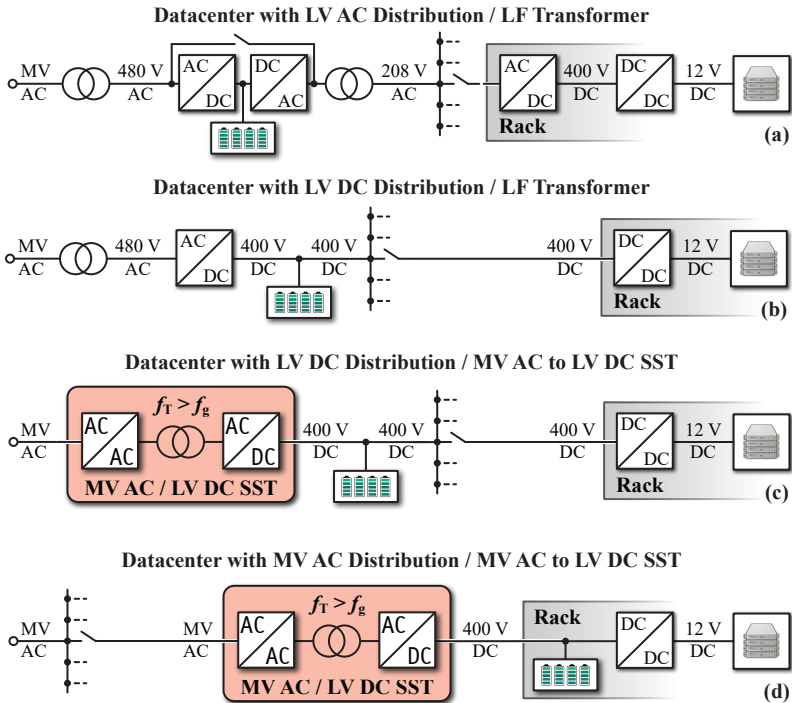 Datacenter with LV AC Distribution / LF Transformer
MV 480 V AC DC 208 V AC 400 V DC 12 V
AC AC DC AC AC DC DC DC DC
Rack
(a)
Datacenter with LV DC Distribution / LF Transformer
MV 480 V AC 400 V 400 V 400 V DC 12 V
AC AC DC DC DC DC DC DC
Rack
(b)
Datacenter with LV DC Distribution / MV AC to LV DC SST
fT > fg
MV AC AC 400 V 400 V 400 V DC 12 V
AC AC DC DC DC DC DC DC
MV AC / LV DC SST
Rack
(c)
Datacenter with MV AC Distribution / MV AC to LV DC SST
fT > fg
Rack
MV MV AC AC 400 V DC 12 V
AC AC AC DC DC DC DC
MV AC / LV DC SST
(d)